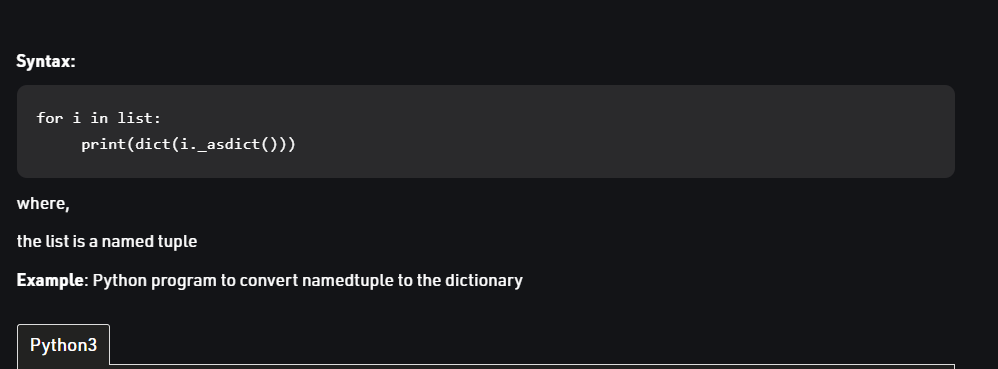 Syntax:
for i in list:
     print(dict(i._asdict()))
where,
the list is a named tuple
Example: Python program to convert namedtuple to the dictionary
Python3